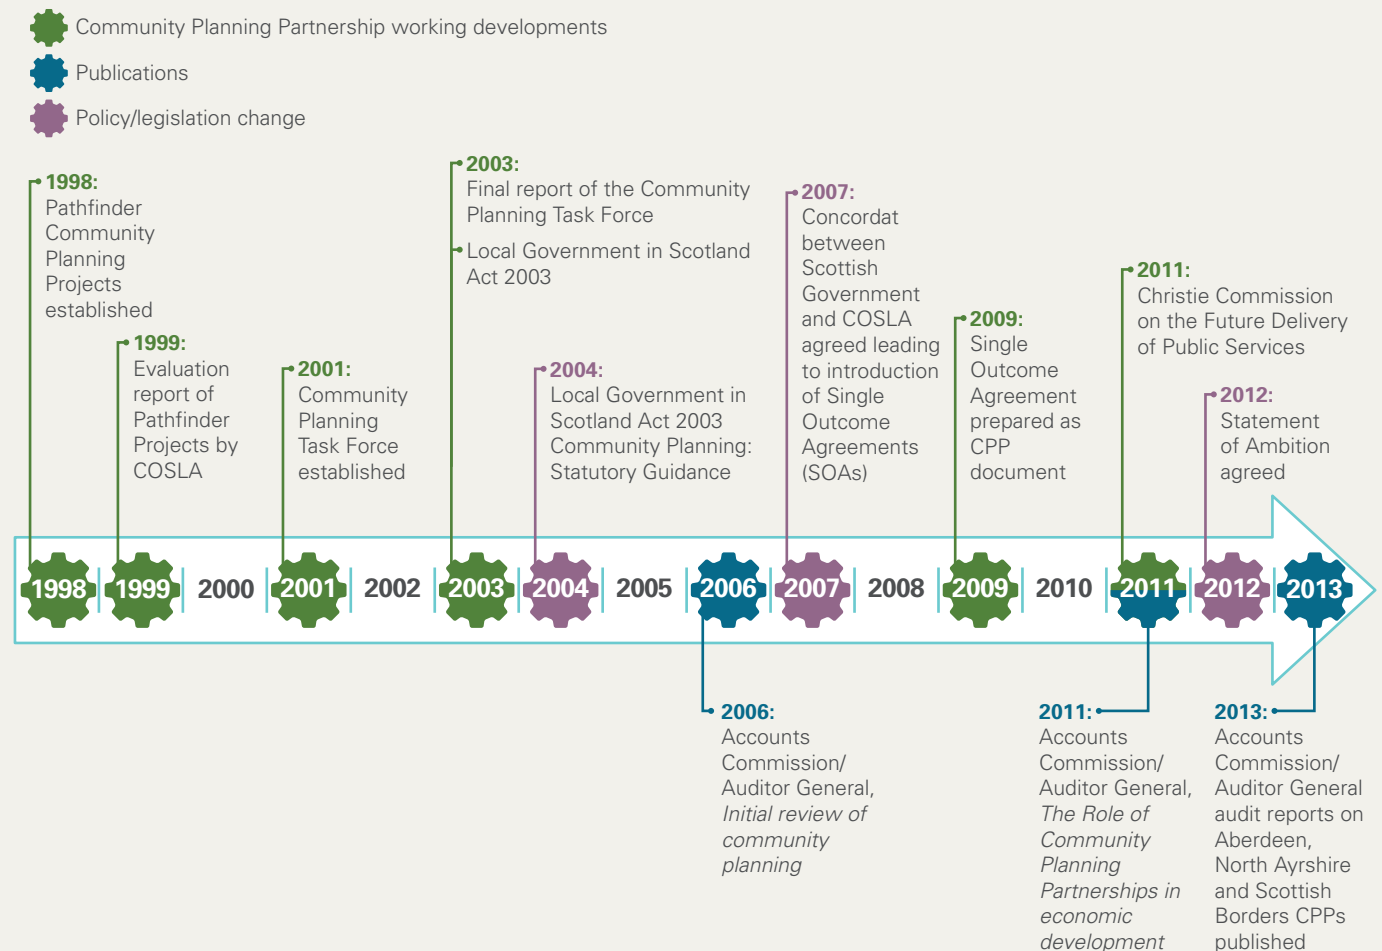 Community Planning Partnership working developments
Publications
Policy/legislation change
1998:
Pathfinder
Community
Planning
Projects
established
1999:
Evaluation
report of
Pathfinder
Projects by
COSLA
2001:
Community
Planning
Task Force
established
2003:
Final report of the Community
Planning Task Force
Local Government in Scotland
Act 2003
2004:
Local Government in
Scotland Act 2003
Community Planning:
Statutory Guidance
2007:
Concordat
between
Scottish
Government
and COSLA
agreed leading
to introduction
of Single
Outcome
Agreements
(SOAs)
2009:
Single
Outcome
Agreement
prepared as
CPP
document
2011:
Christie Commission
on the Future Delivery
of Public Services
2012:
Statement
of Ambition
agreed
1998 1999 2000 2001 2002 2003 2004 2005 2006 2007 2008 2009 2010 2011 2012 2013
2006:
Accounts
Commission/
Auditor General,
Initial review of
community
planning
2011:
Accounts
Commission/
Auditor General,
The Role of
Community
Planning
Partnerships in
economic
development
2013:
Accounts
Commission/
Auditor General
audit reports on
Aberdeen,
North Ayrshire
and Scottish
Borders CPPs
published